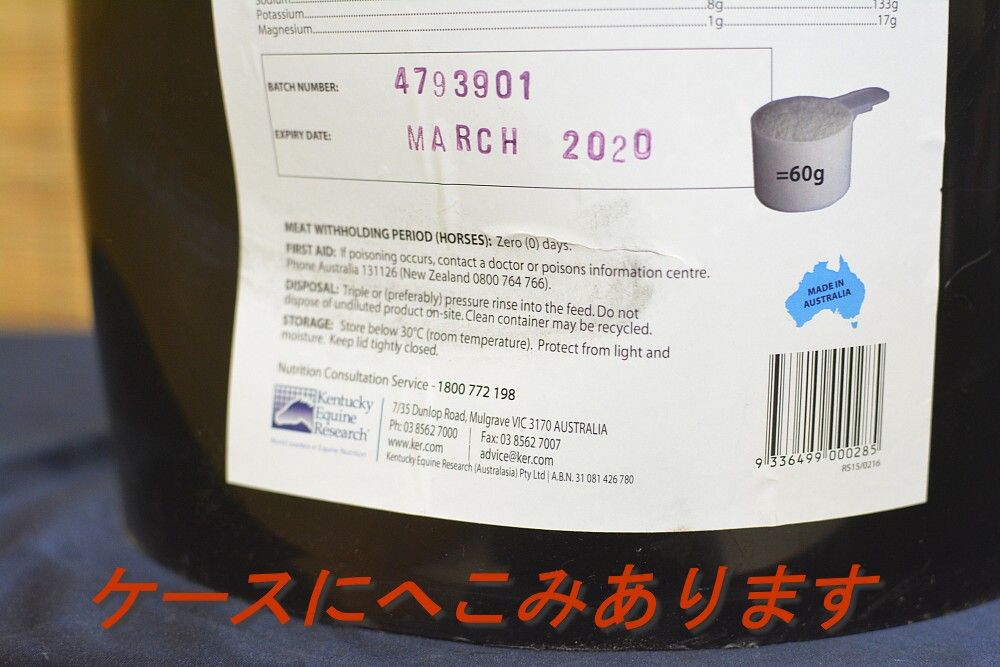 Sodium 8g 133g
Potassium 1g 17g
Magnesium
BATCH NUMBER: 4793901
EXPIRY DATE: MARCH 2020
=60g
MEAT WITHHOLDING PERIOD (HORSES): Zero (0) days.
FIRST AID: If poisoning occurs, contact a doctor or poisons information centre.
Phone Australia 131126 (New Zealand 0800 764 766).
DISPOSAL: Triple or (preferably) pressure rinse into the feed. Do not
dispose of undiluted product on-site. Clean container may be recycled.
STORAGE: Store below 30°C (room temperature). Protect from light and
moisture. Keep lid tightly closed.
MADE IN
AUSTRALIA
Nutrition Consultation Service - 1800 772 198
Kentucky
Equine
Research
World Leaders in Equine Nutrition
7/35 Dunlop Road, Mulgrave VIC 3170 AUSTRALIA
Ph: 03 8562 7000 Fax: 03 8562 7007
www.ker.com advice@ker.com
Kentucky Equine Research (Australasia) Pty Ltd | A.B.N. 31 081 426 780
9 336499 000285
RS15/0216
ケースにへこみあります